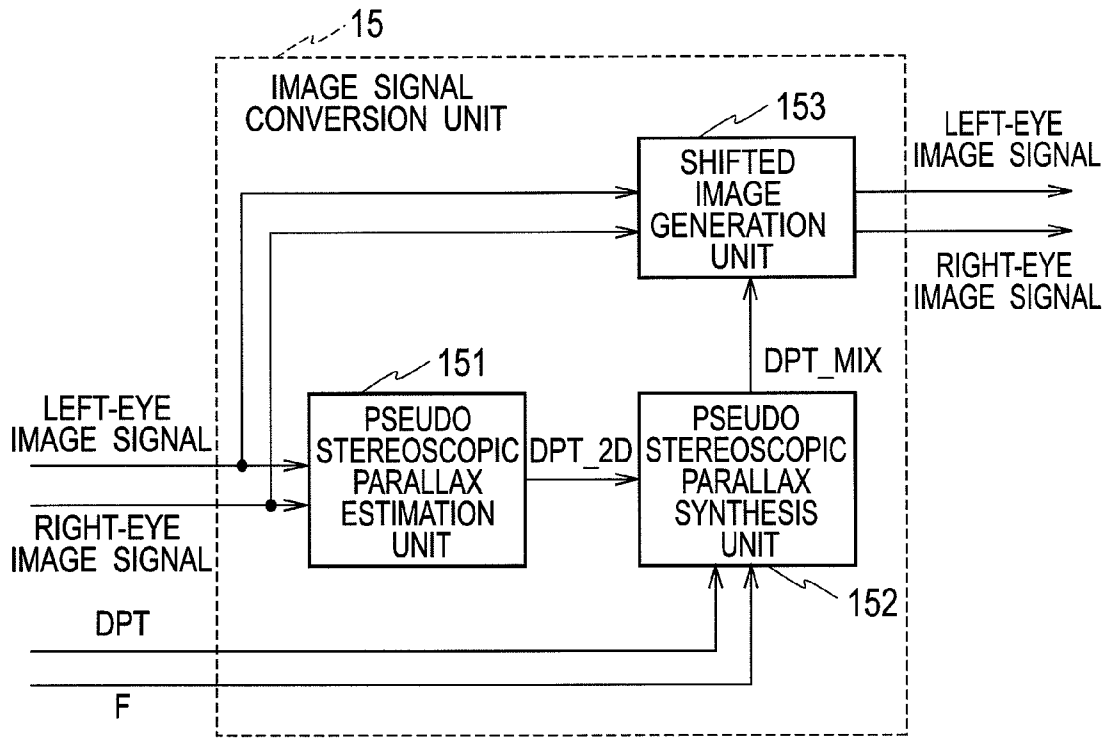 15
IMAGE SIGNAL
CONVERSION UNIT
153
SHIFTED
IMAGE
GENERATION
UNIT
LEFT-EYE
IMAGE SIGNAL
RIGHT-EYE
IMAGE SIGNAL
DPT_MIX
151
LEFT-EYE
IMAGE SIGNAL
PSEUDO
STEREOSCOPIC
PARALLAX
ESTIMATION
UNIT
DPT_2D
PSEUDO
STEREOSCOPIC
PARALLAX
SYNTHESIS
UNIT
RIGHT-EYE
IMAGE SIGNAL
152
DPT
F